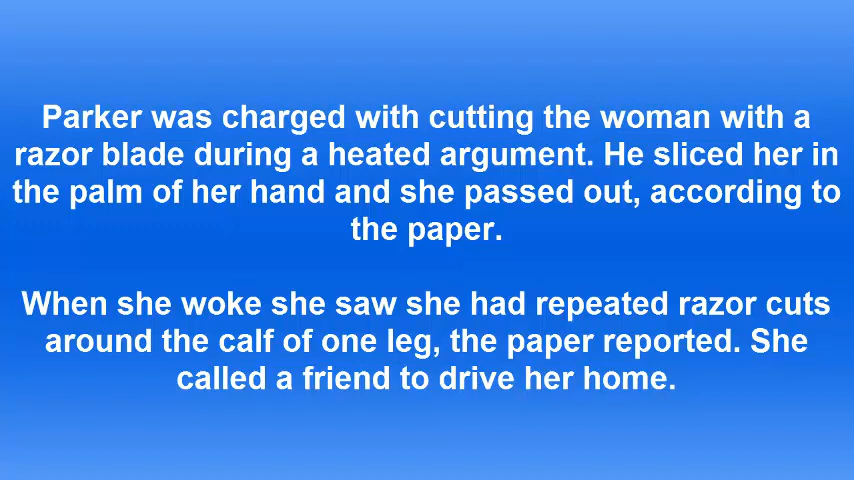 Parker was charged with cutting the woman with a
razor blade during a heated argument. He sliced her in
the palm of her hand and she passed out, according to
the paper.
When she woke she saw she had repeated razor cuts
around the calf of one leg, the paper reported. She
called a friend to drive her home.